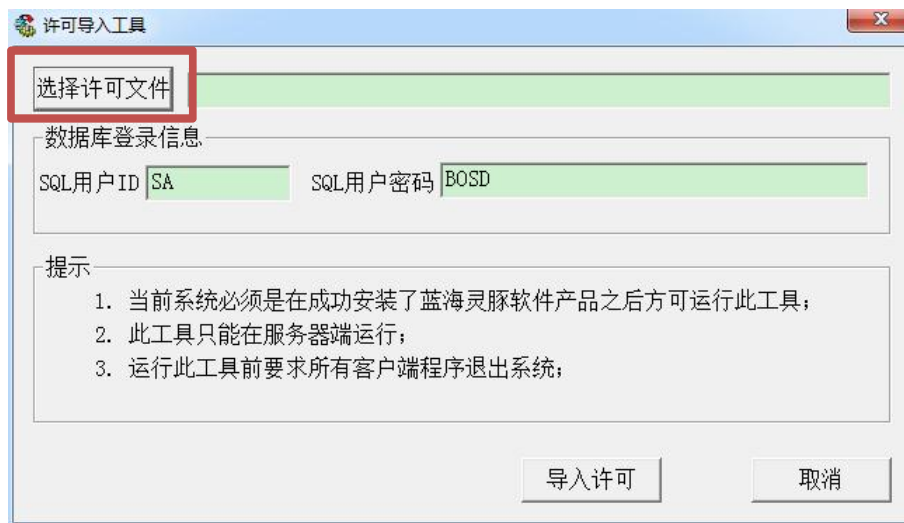 许可导入工具
选择许可文件
数据库登录信息
SQL用户ID SA SQL用户密码 BOSD
提示
1. 当前系统必须是在成功安装了蓝海灵豚软件产品之后方可运行此工具;
2. 此工具只能在服务器端运行;
3. 运行此工具前要求所有客户端程序退出系统;
导入许可 取消